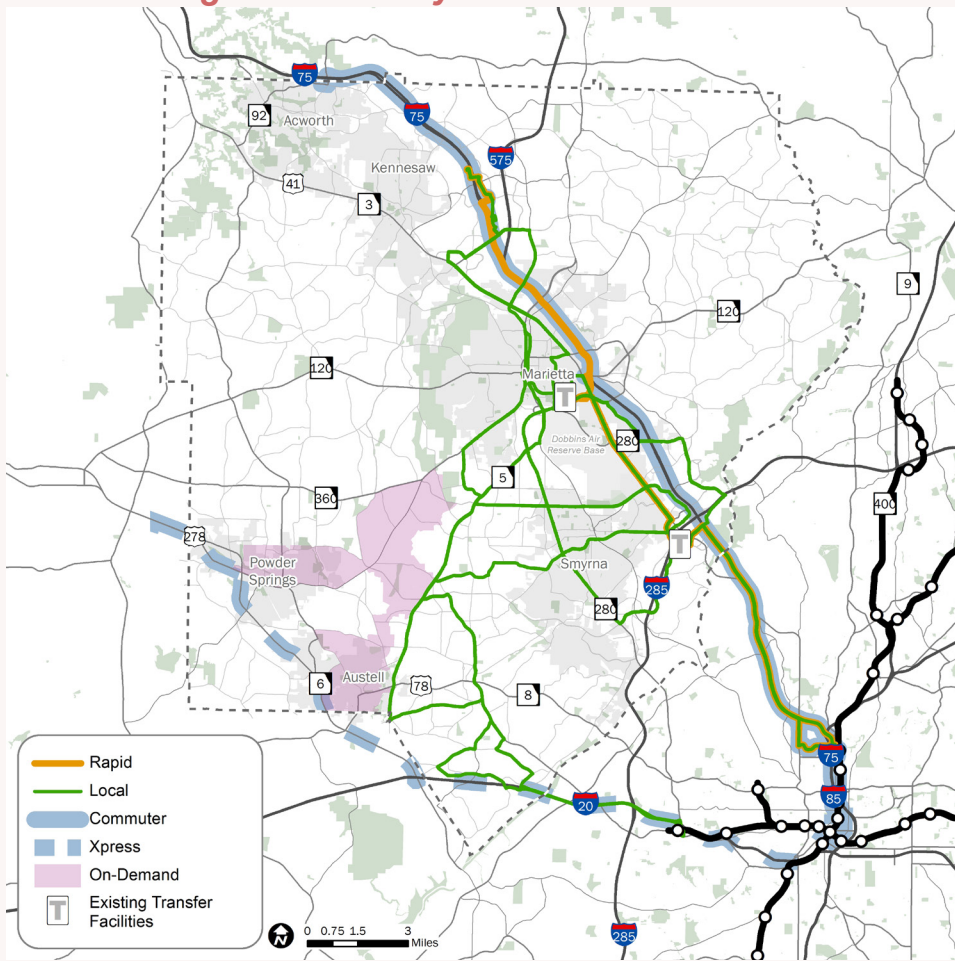 75
92
Acworth
75
Kennesaw
575
41
3
9
120
120
Marietta
T
Dobbins Air
Reserve Base
280
5
360
400
278
T
Powder
Springs
Smyrna
285
280
6
Austell
78
8
75
85
20
Rapid
Local
Commuter
Xpress
On-Demand
T
Existing Transfer
Facilities
N
0 0.75 1.5 3
Miles
285